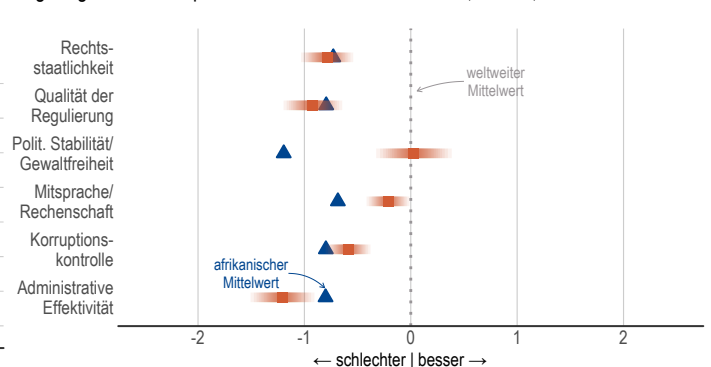 Rechts-
staatlichkeit
weltweiter
Mittelwert
Qualität der
Regulierung
Polit. Stabilität/
Gewaltfreiheit
Mitsprache/
Rechenschaft
Korruptions-
kontrolle
afrikanischer
Mittelwert
Administrative
Effektivität
-2 -1 0 1 2
← schlechter | besser →